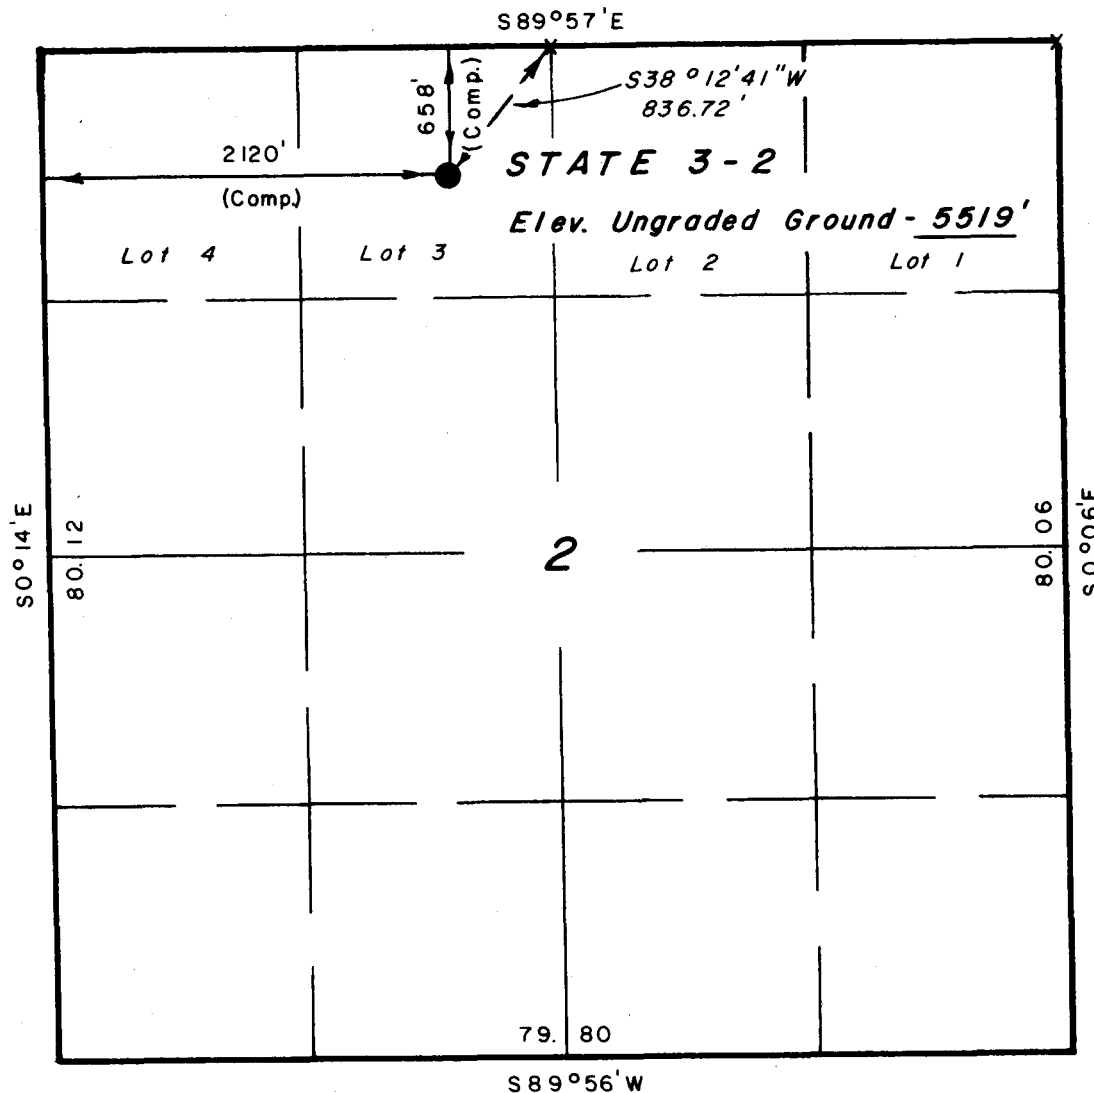 S89°57'E
S38°12'41"W
836.72'
658'
(Comp.)
2120'
(Comp.)
STATE 3-2
Elev. Ungraded Ground - 5519'
Lot 4
Lot 3
Lot 2
Lot 1
S0°14'E
80.12
2
80.06
S0°06'E
79.80
S89°56'W